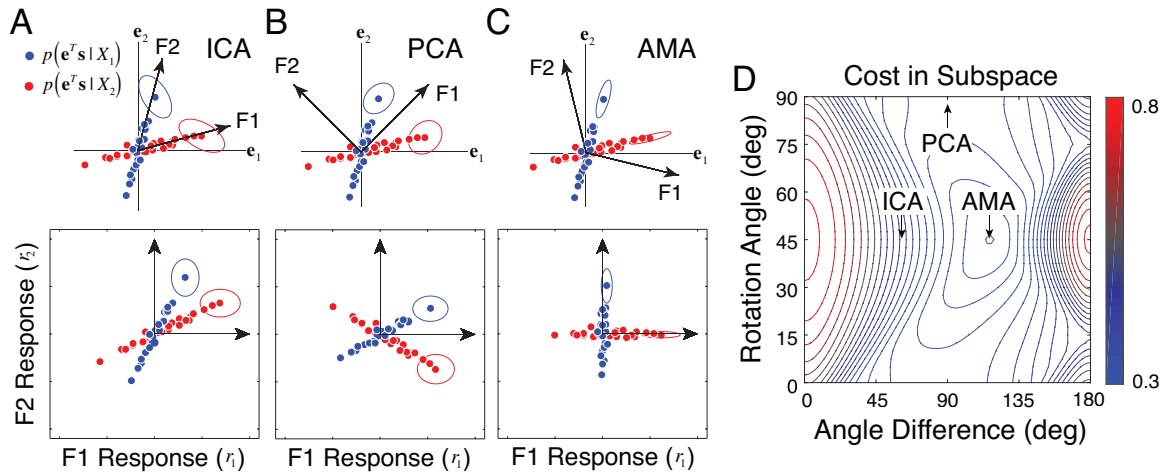 A
ICA
p(eᵀs | X₁)
p(eᵀs | X₂)
e₂
F2
F1
e₁
B
PCA
e₂
F2
F1
e₁
C
AMA
e₂
F2
F1
e₁
F2 Response (r₂)
F1 Response (r₁)
F1 Response (r₁)
F1 Response (r₁)
D
Cost in Subspace
Rotation Angle (deg)
90
75
60
45
30
15
0
PCA
ICA
AMA
0
45
90
135
180
Angle Difference (deg)
0.8
0.3